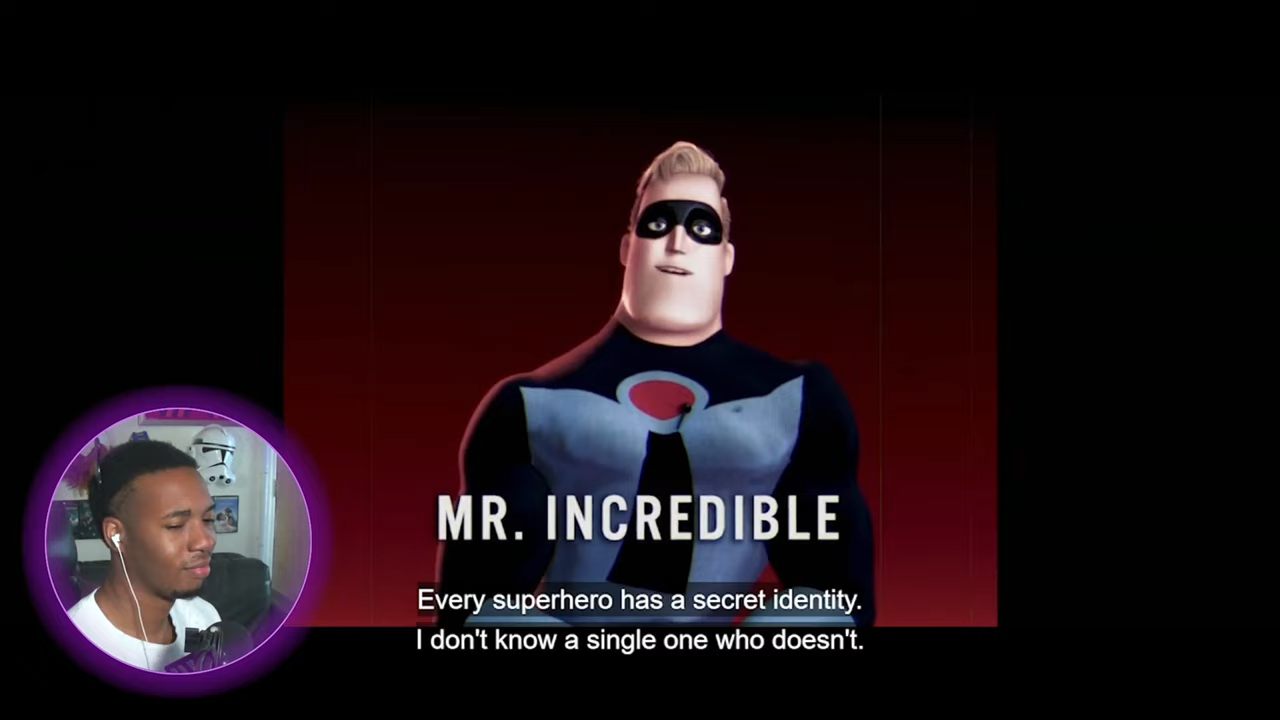 MR. INCREDIBLE
Every superhero has a secret identity.
I don't know a single one who doesn't.